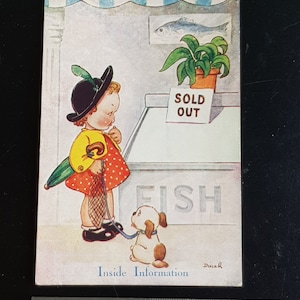 SOLD
OUT
FISH
Dinah
Inside Information